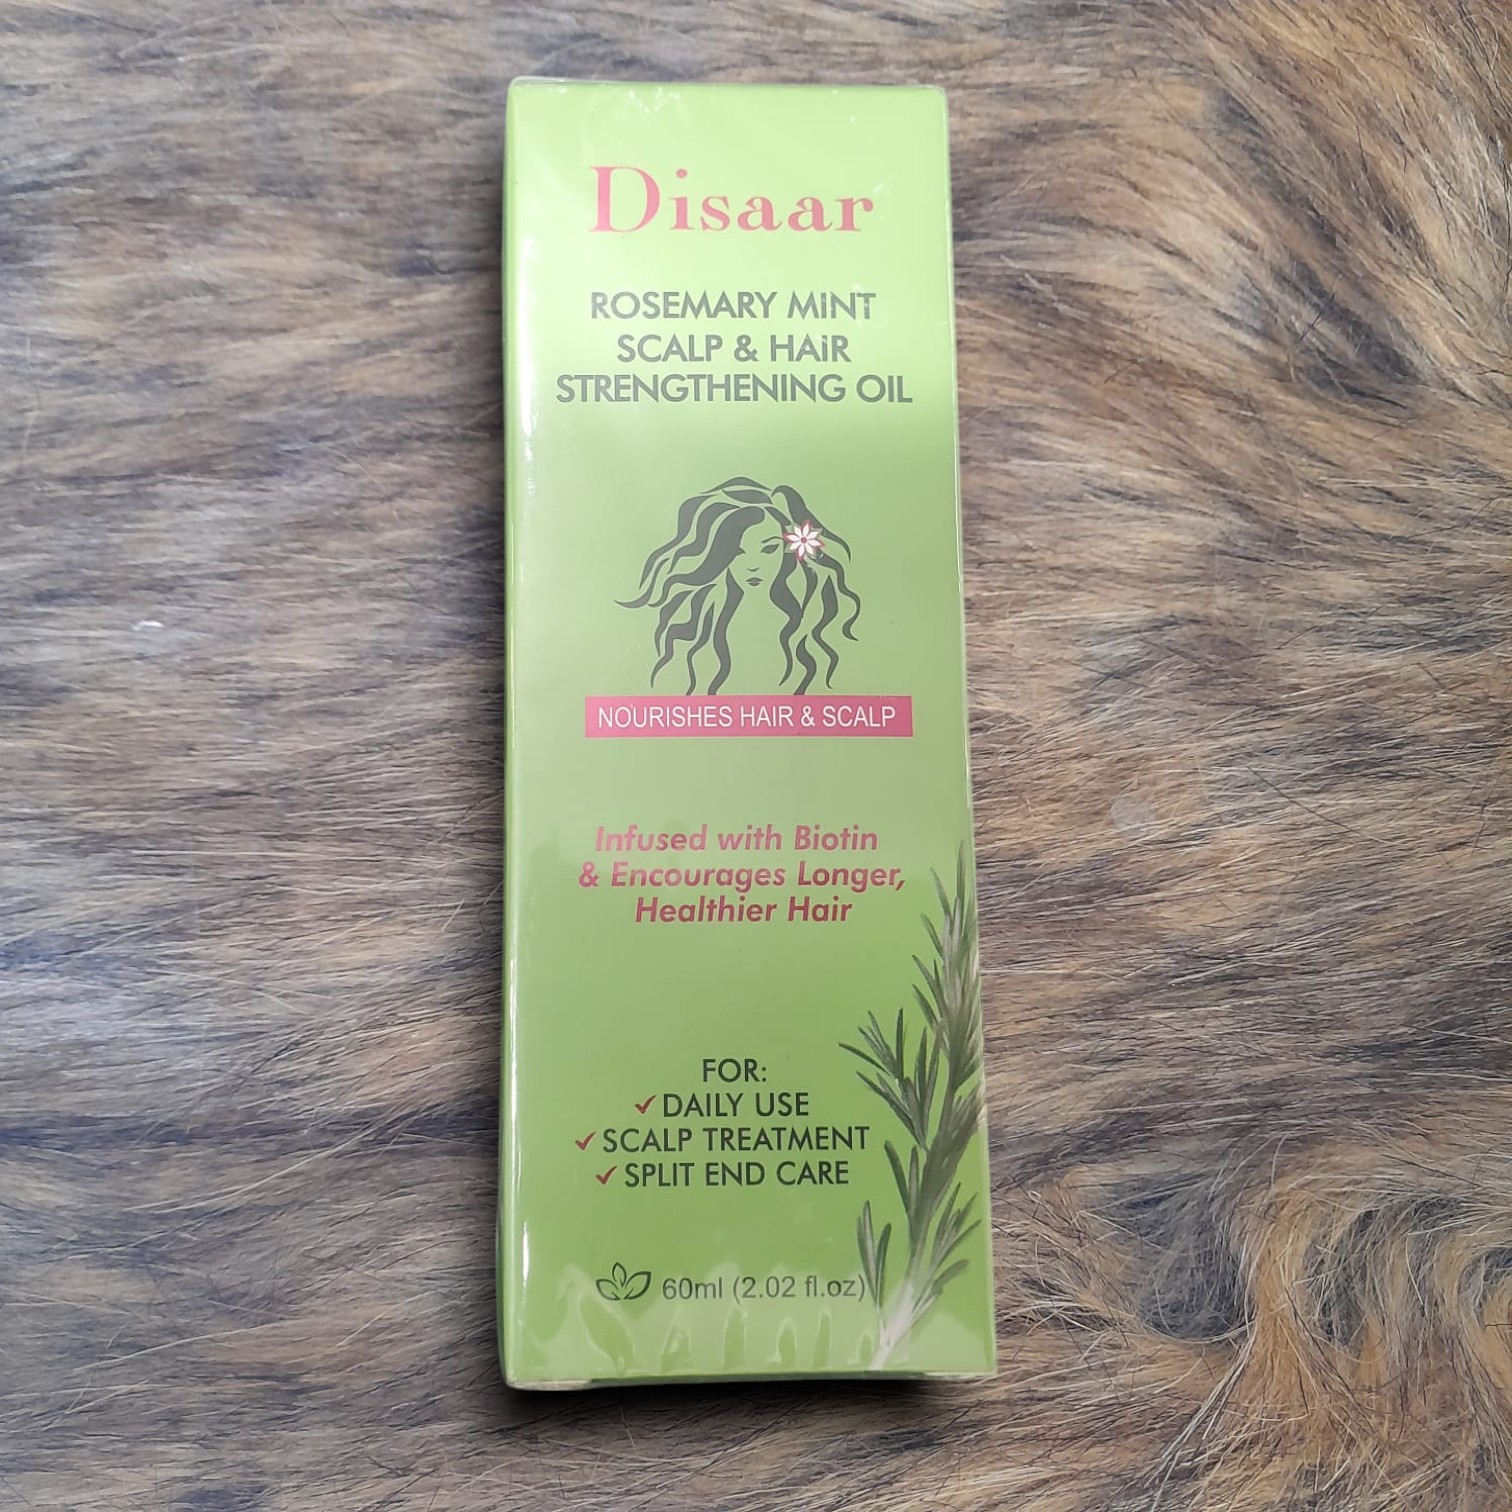 Disaar
ROSEMARY MINT
SCALP & HAiR
STRENGTHENING OIL
NOURISHES HAIR & SCALP
Infused with Biotin
& Encourages Longer,
Healthier Hair
FOR:
✓DAILY USE
✓SCALP TREATMENT
✓SPLIT END CARE
60ml (2.02 fl.oz)